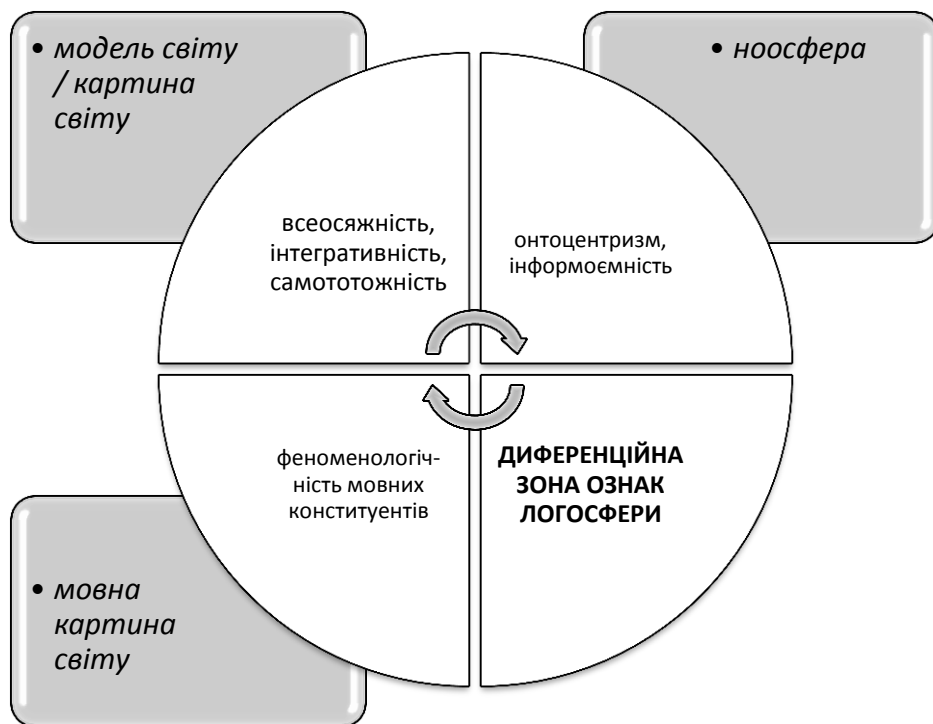 • модель світу
/ картина
світу
• ноосфера
всеосяжність,
інтегративність,
самототожність
онтоцентризм,
інформоємність
феноменологіч-
ність мовних
конституентів
ДИФЕРЕНЦІЙНА
ЗОНА ОЗНАК
ЛОГОСФЕРИ
• мовна
картина
світу